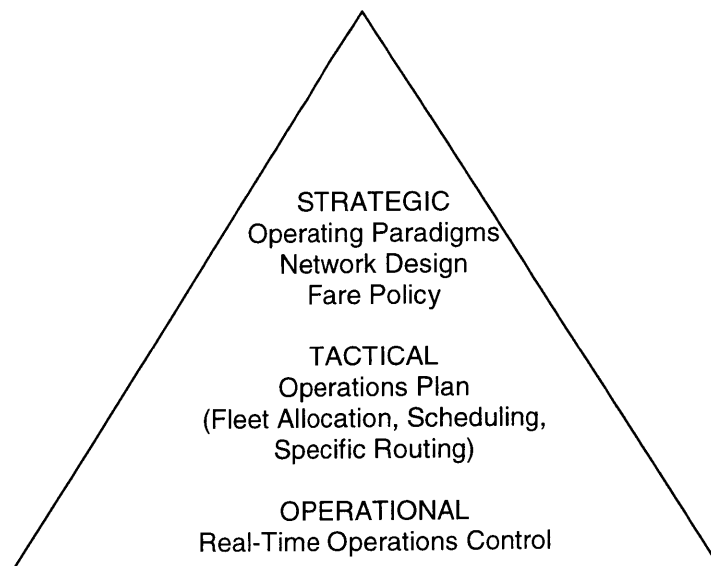 STRATEGIC
Operating Paradigms
Network Design
Fare Policy
TACTICAL
Operations Plan
(Fleet Allocation, Scheduling,
Specific Routing)
OPERATIONAL
Real-Time Operations Control